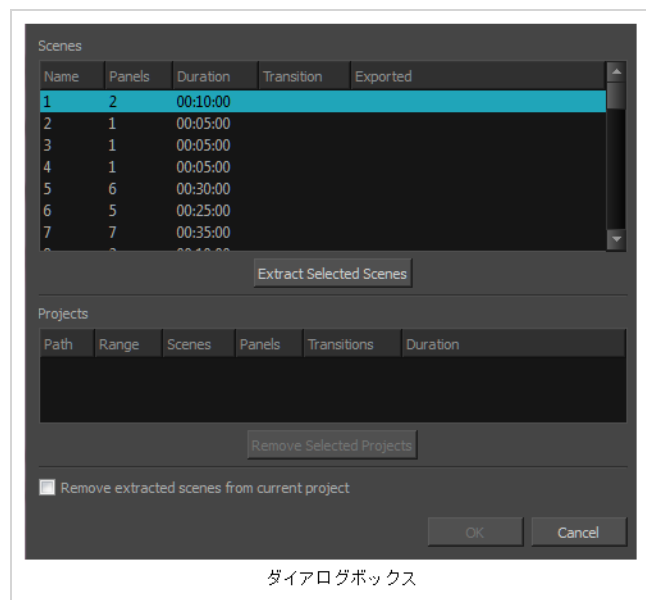 Scenes
Name Panels Duration Transition Exported
1 2 00:10:00
2 1 00:05:00
3 1 00:05:00
4 1 00:05:00
5 6 00:30:00
6 5 00:25:00
7 7 00:35:00
Extract Selected Scenes
Projects
Path Range Scenes Panels Transitions Duration
Remove Selected Projects
Remove extracted scenes from current project
OK Cancel
ダイアログボックス